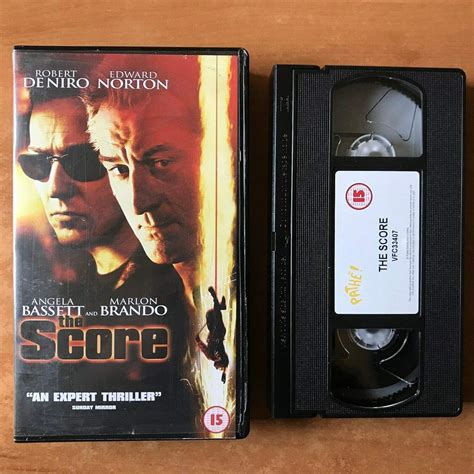 ROBERT EDWARD
DENIRO NORTON
ANGELA MARLON
BASSETT AND BRANDO
the
Score
"AN EXPERT THRILLER"
SUNDAY MIRROR
15
15
PATHE!
THE SCORE
VFC33407